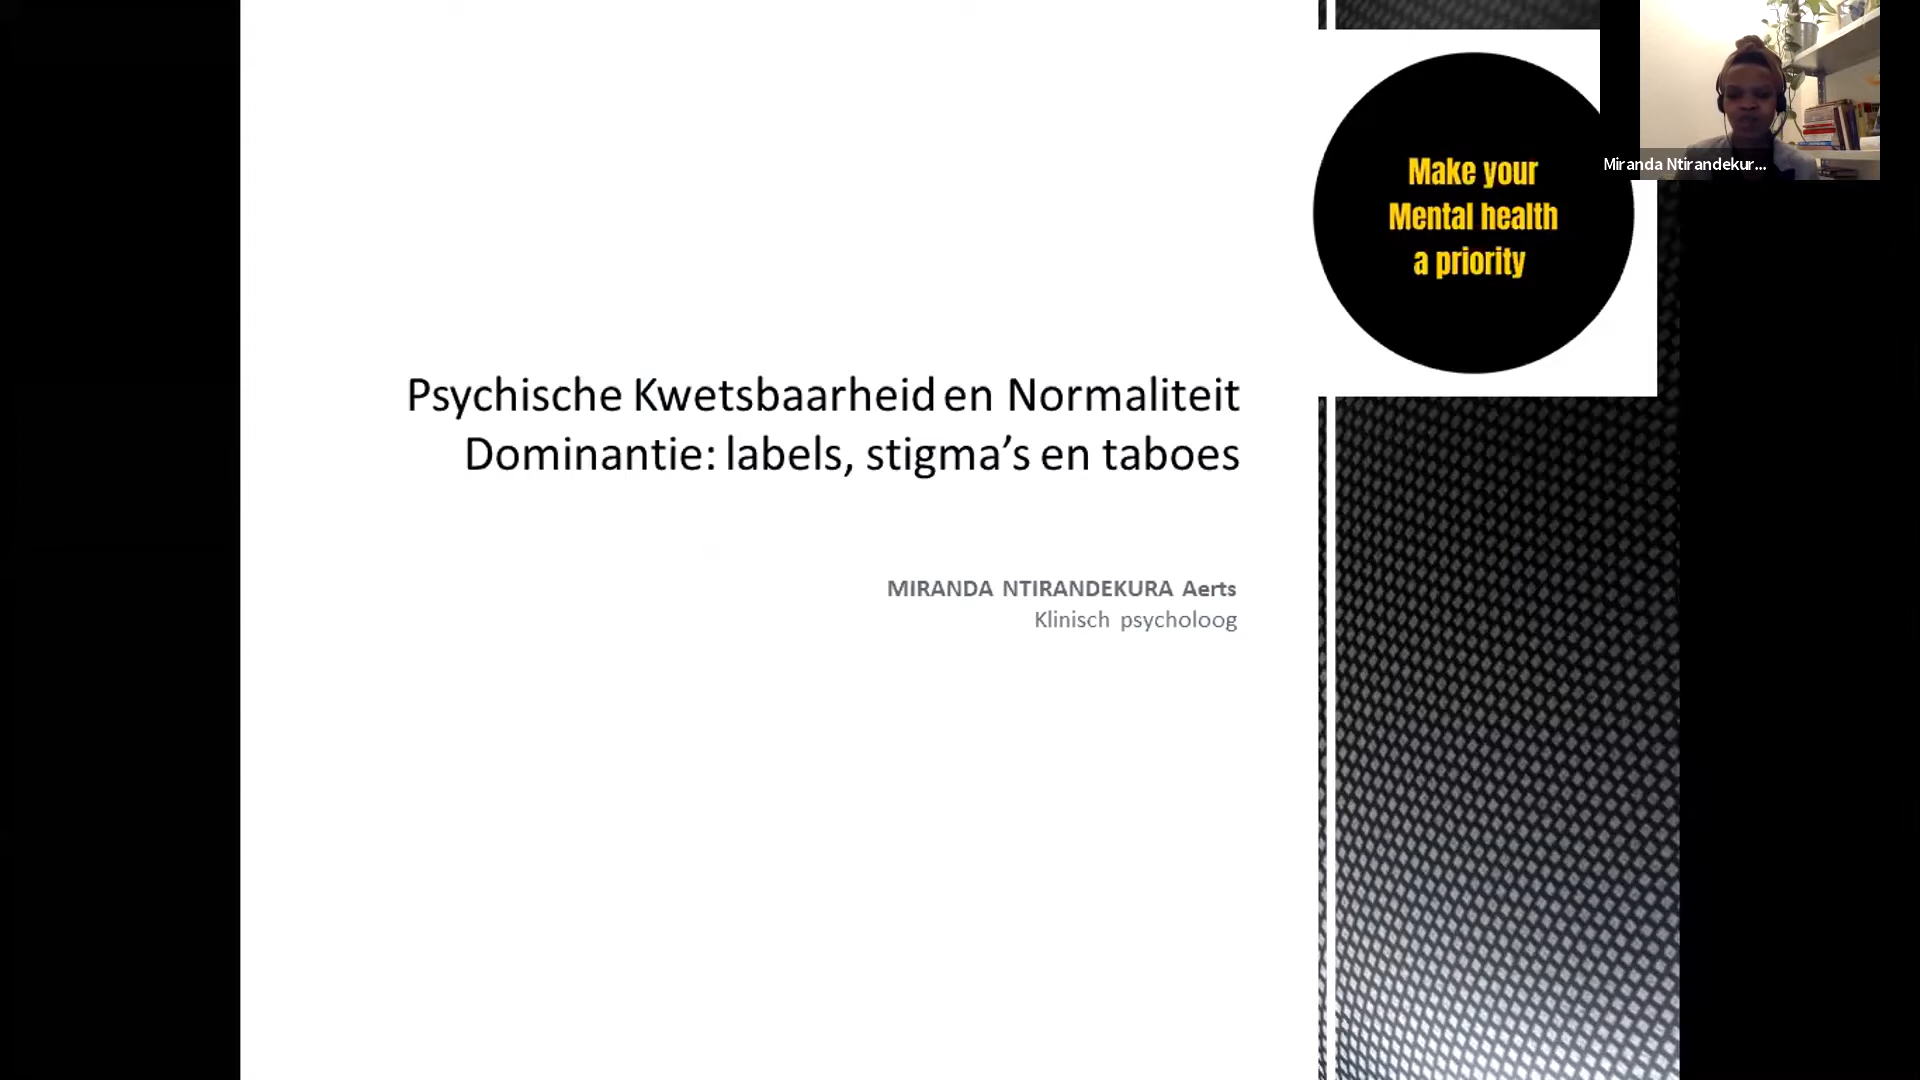 Psychische Kwetsbaarheid en Normaliteit
Dominantie: labels, stigma’s en taboes
MIRANDA NTIRANDEKURA Aerts
Klinisch psycholoog
Make your
Mental health
a priority
Miranda Ntirandekur...